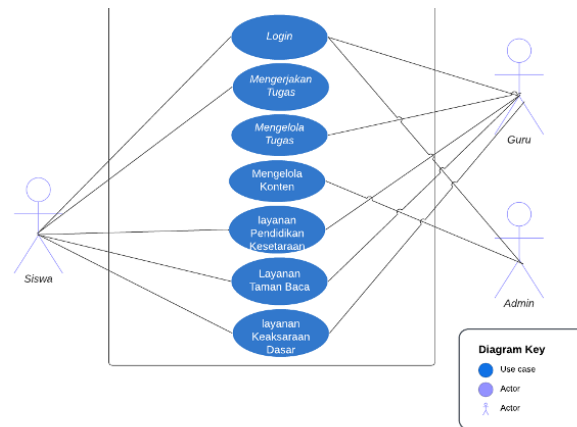 Login
Mengerjakan
Tugas
Mengelola
Tugas
Mengelola
Konten
layanan
Pendidikan
Kesetaraan
Layanan
Taman Baca
layanan
Keaksaraan
Dasar
Siswa
Guru
Admin
Diagram Key
Use case
Actor
Actor